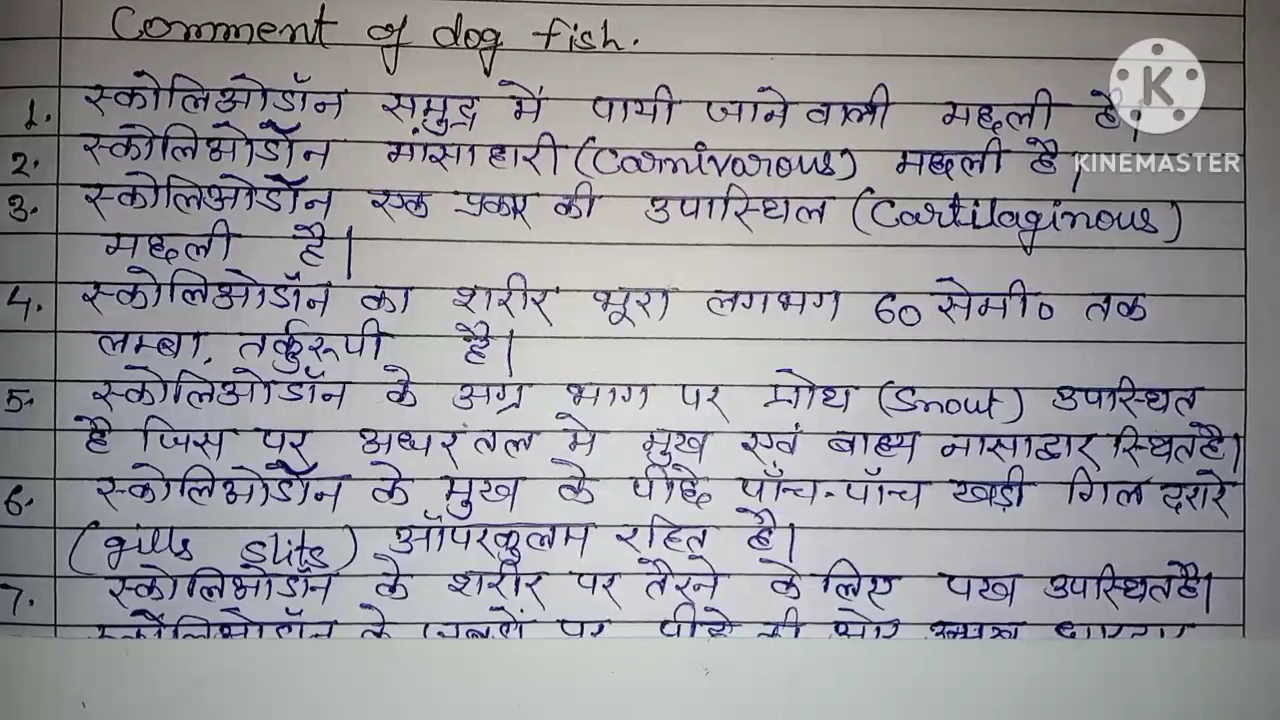 Comment of dog fish.
1. स्कोलिओडॉन समुद्र में पायी जाने वाली मछली है।
2. स्कोलिओडॉन मांसाहारी (Carnivorous) मछली है।
3. स्कोलिओडॉन एक प्रकार की उपास्थिल (Cartilaginous)
मछली है।
4. स्कोलिओडॉन का शरीर भूरा लगभग 60 सेमी० तक
लम्बा, तर्कुरूपी है।
5. स्कोलिओडॉन के अग्र भाग पर प्रोथ (Snout) उपस्थित
है जिस पर अधर तल मे मुख एवं बाह्य नासाद्वार स्थित है।
6. स्कोलिओडॉन के मुख के पीछे पाँच-पाँच खड़ी गिल दरारे
(gills slits) ऑपरकुलम रहित है।
7. स्कोलिओडॉन के शरीर पर तैरने के लिए पख उपस्थित है।
K
KINEMASTER